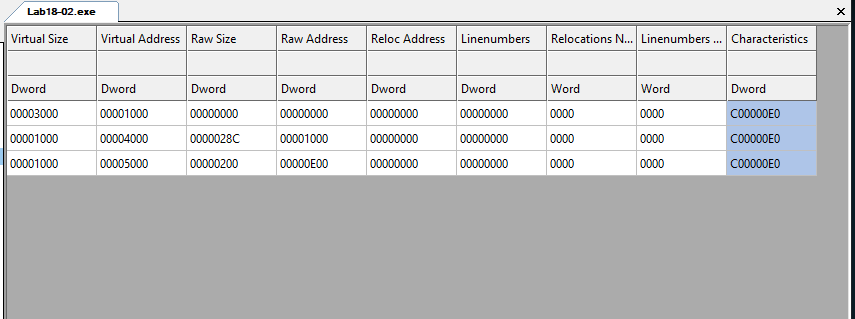 Lab18-02.exe
Virtual Size Virtual Address Raw Size Raw Address Reloc Address Linenumbers Relocations N... Linenumbers ... Characteristics
Dword Dword Dword Dword Dword Dword Word Word Dword
00003000 00001000 00000000 00000000 00000000 00000000 0000 0000 C00000E0
00001000 00004000 0000028C 00001000 00000000 00000000 0000 0000 C00000E0
00001000 00005000 00000200 00000E00 00000000 00000000 0000 0000 C00000E0